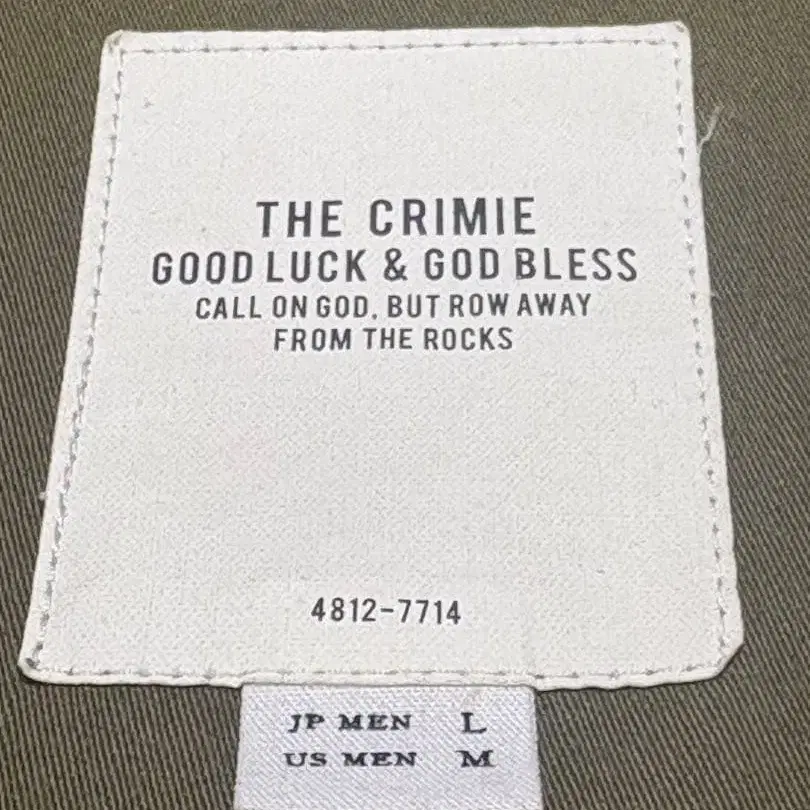 THE CRIMIE
GOOD LUCK & GOD BLESS
CALL ON GOD, BUT ROW AWAY
FROM THE ROCKS
4812-7714
JP MEN L
US MEN M